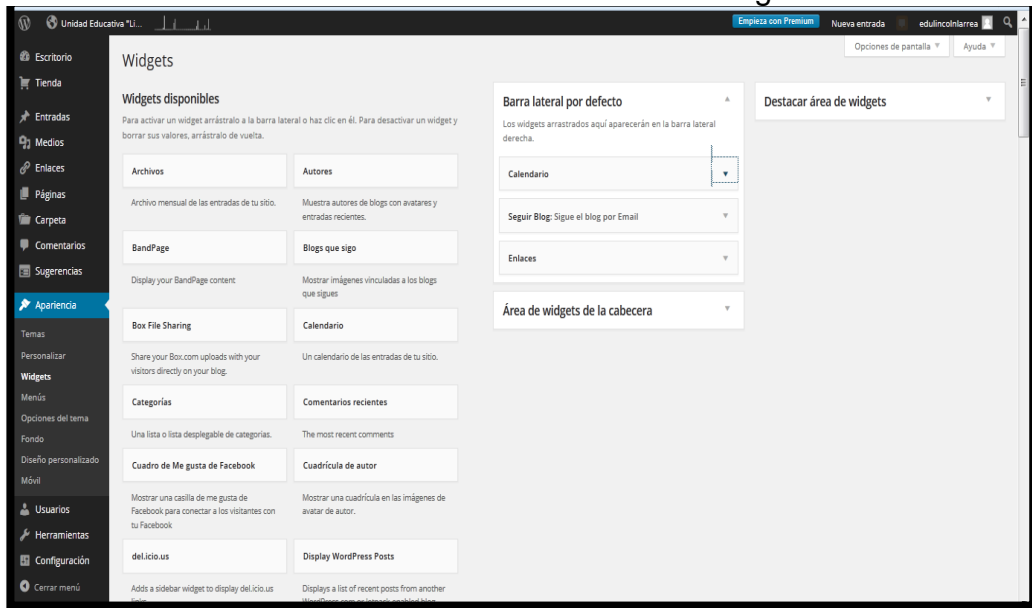 Unidad Educativa "Li...
Empieza con Premium
Nueva entrada
edulincolnlarrea
Opciones de pantalla
Ayuda
Escritorio
Tienda
Entradas
Medios
Enlaces
Páginas
Carpeta
Comentarios
Sugerencias
Apariencia
Temas
Personalizar
Widgets
Menús
Opciones del tema
Fondo
Diseño personalizado
Móvil
Usuarios
Herramientas
Configuración
Cerrar menú
Widgets
Widgets disponibles
Para activar un widget arrástralo a la barra lateral o haz clic en él. Para desactivar un widget y
borrar sus valores, arrástralo de vuelta.
Archivos
Archivo mensual de las entradas de tu sitio.
Autores
Muestra autores de blogs con avatares y
entradas recientes.
BandPage
Display your BandPage content
Blogs que sigo
Mostrar imágenes vinculadas a los blogs
que sigues
Box File Sharing
Share your Box.com uploads with your
visitors directly on your blog.
Calendario
Un calendario de las entradas de tu sitio.
Categorías
Una lista o lista desplegable de categorías.
Comentarios recientes
The most recent comments
Cuadro de Me gusta de Facebook
Mostrar una casilla de me gusta de
Facebook para conectar a los visitantes con
tu Facebook
Cuadrícula de autor
Mostrar una cuadrícula en las imágenes de
avatar de autor.
del.icio.us
Adds a sidebar widget to display del.icio.us
Display WordPress Posts
Displays a list of recent posts from another
Barra lateral por defecto
Los widgets arrastrados aquí aparecerán en la barra lateral
derecha.
Calendario
Seguir Blog: Sigue el blog por Email
Enlaces
Área de widgets de la cabecera
Destacar área de widgets